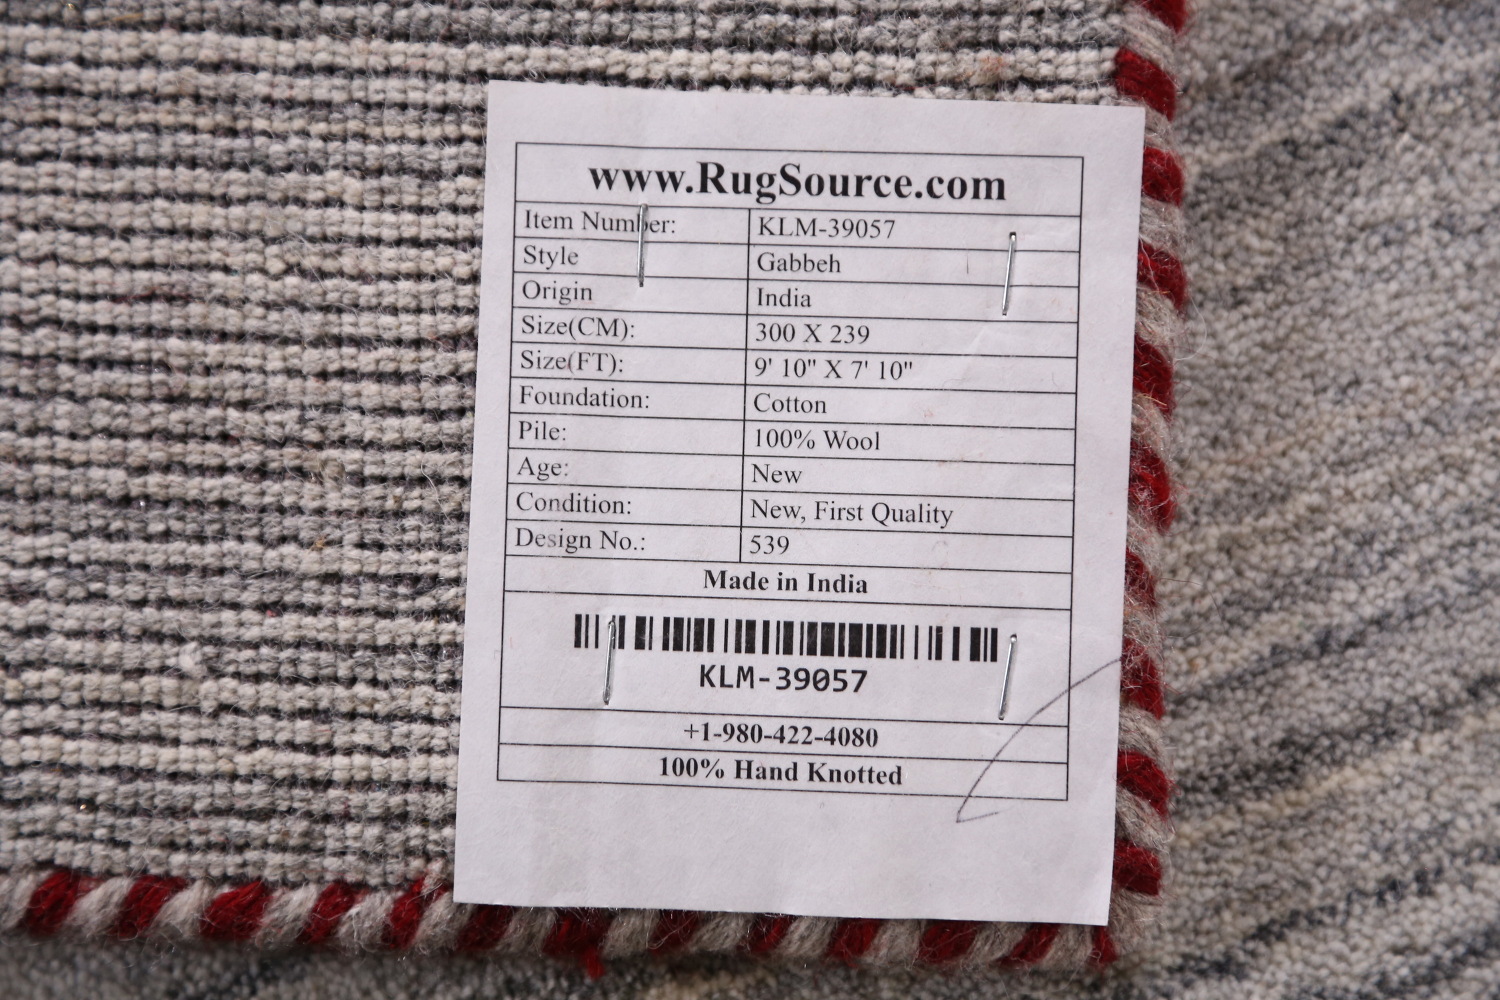 www.RugSource.com
Item Number: KLM-39057
Style Gabbeh
Origin India
Size(CM): 300 X 239
Size(FT): 9' 10" X 7' 10"
Foundation: Cotton
Pile: 100% Wool
Age: New
Condition: New, First Quality
Design No.: 539
Made in India
KLM-39057
+1-980-422-4080
100% Hand Knotted